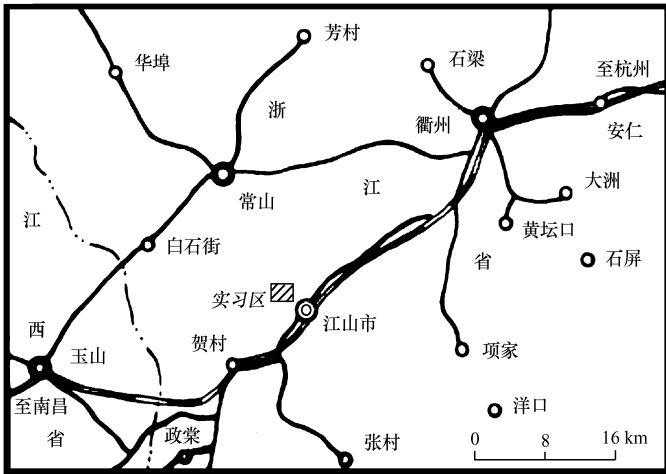 芳村
华埠
石梁
至杭州
浙
衢州
安仁
常山
江
大洲
江
黄坛口
白石街
省
石屏
实习区
江山市
西
玉山
贺村
项家
至南昌
洋口
省
政棠
张村
0 8 16 km